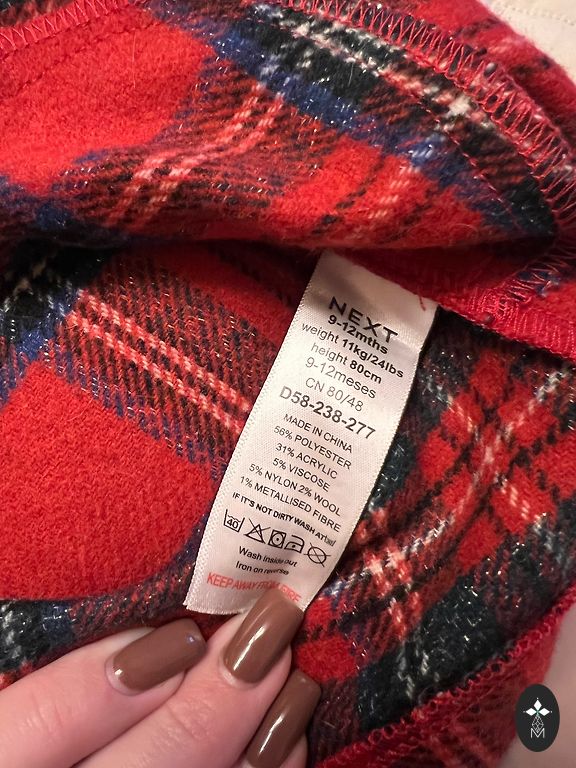 NEXT
9-12mths
weight 11kg/24lbs
height 80cm
9-12meses
CN 80/48
D58-238-277
MADE IN CHINA
56% POLYESTER
31% ACRYLIC
5% VISCOSE
5% NYLON 2% WOOL
1% METALLISED FIBRE
IF IT'S NOT DIRTY WASH AT
40
Wash inside out
Iron on reverse
KEEP AWAY FROM FIRE